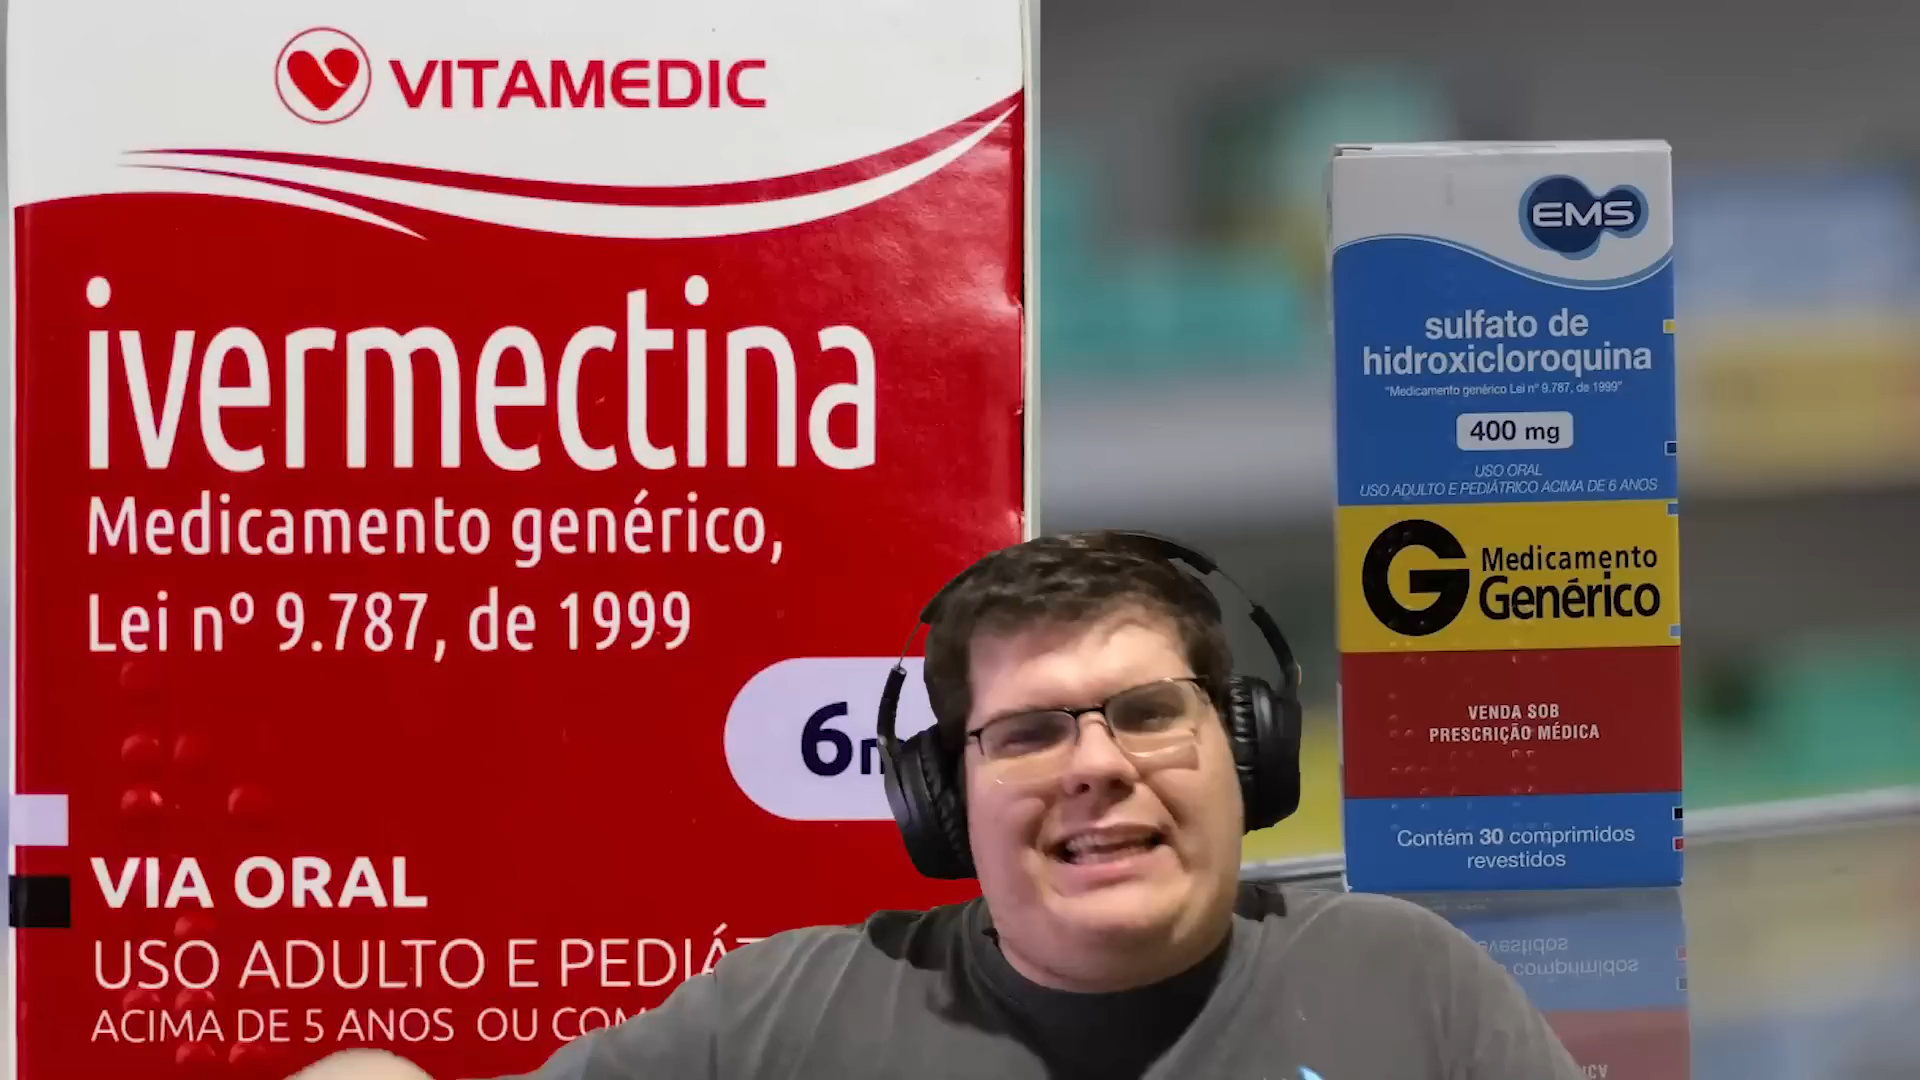 VITAMEDIC
ivermectina
Medicamento genérico,
Lei nº 9.787, de 1999
6
VIA ORAL
USO ADULTO E
ACIMA DE 5 ANOS OU
EMS
sulfato de
hidroxicloroquina
"Medicamento genérico Lei nº 9.787, de 1999"
400 mg
USO ORAL
USO ADULTO E PEDIÁTRICO ACIMA DE 6 ANOS
G Medicamento
Genérico
VENDA SOB
PRESCRIÇÃO MÉDICA
Contém 30 comprimidos
revestidos